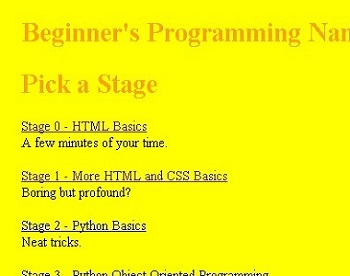 Beginner's Programming Nan
Pick a Stage
Stage 0 - HTML Basics
A few minutes of your time.
Stage 1 - More HTML and CSS Basics
Boring but profound?
Stage 2 - Python Basics
Neat tricks.
Stage 3 - Python Object Oriented Programming